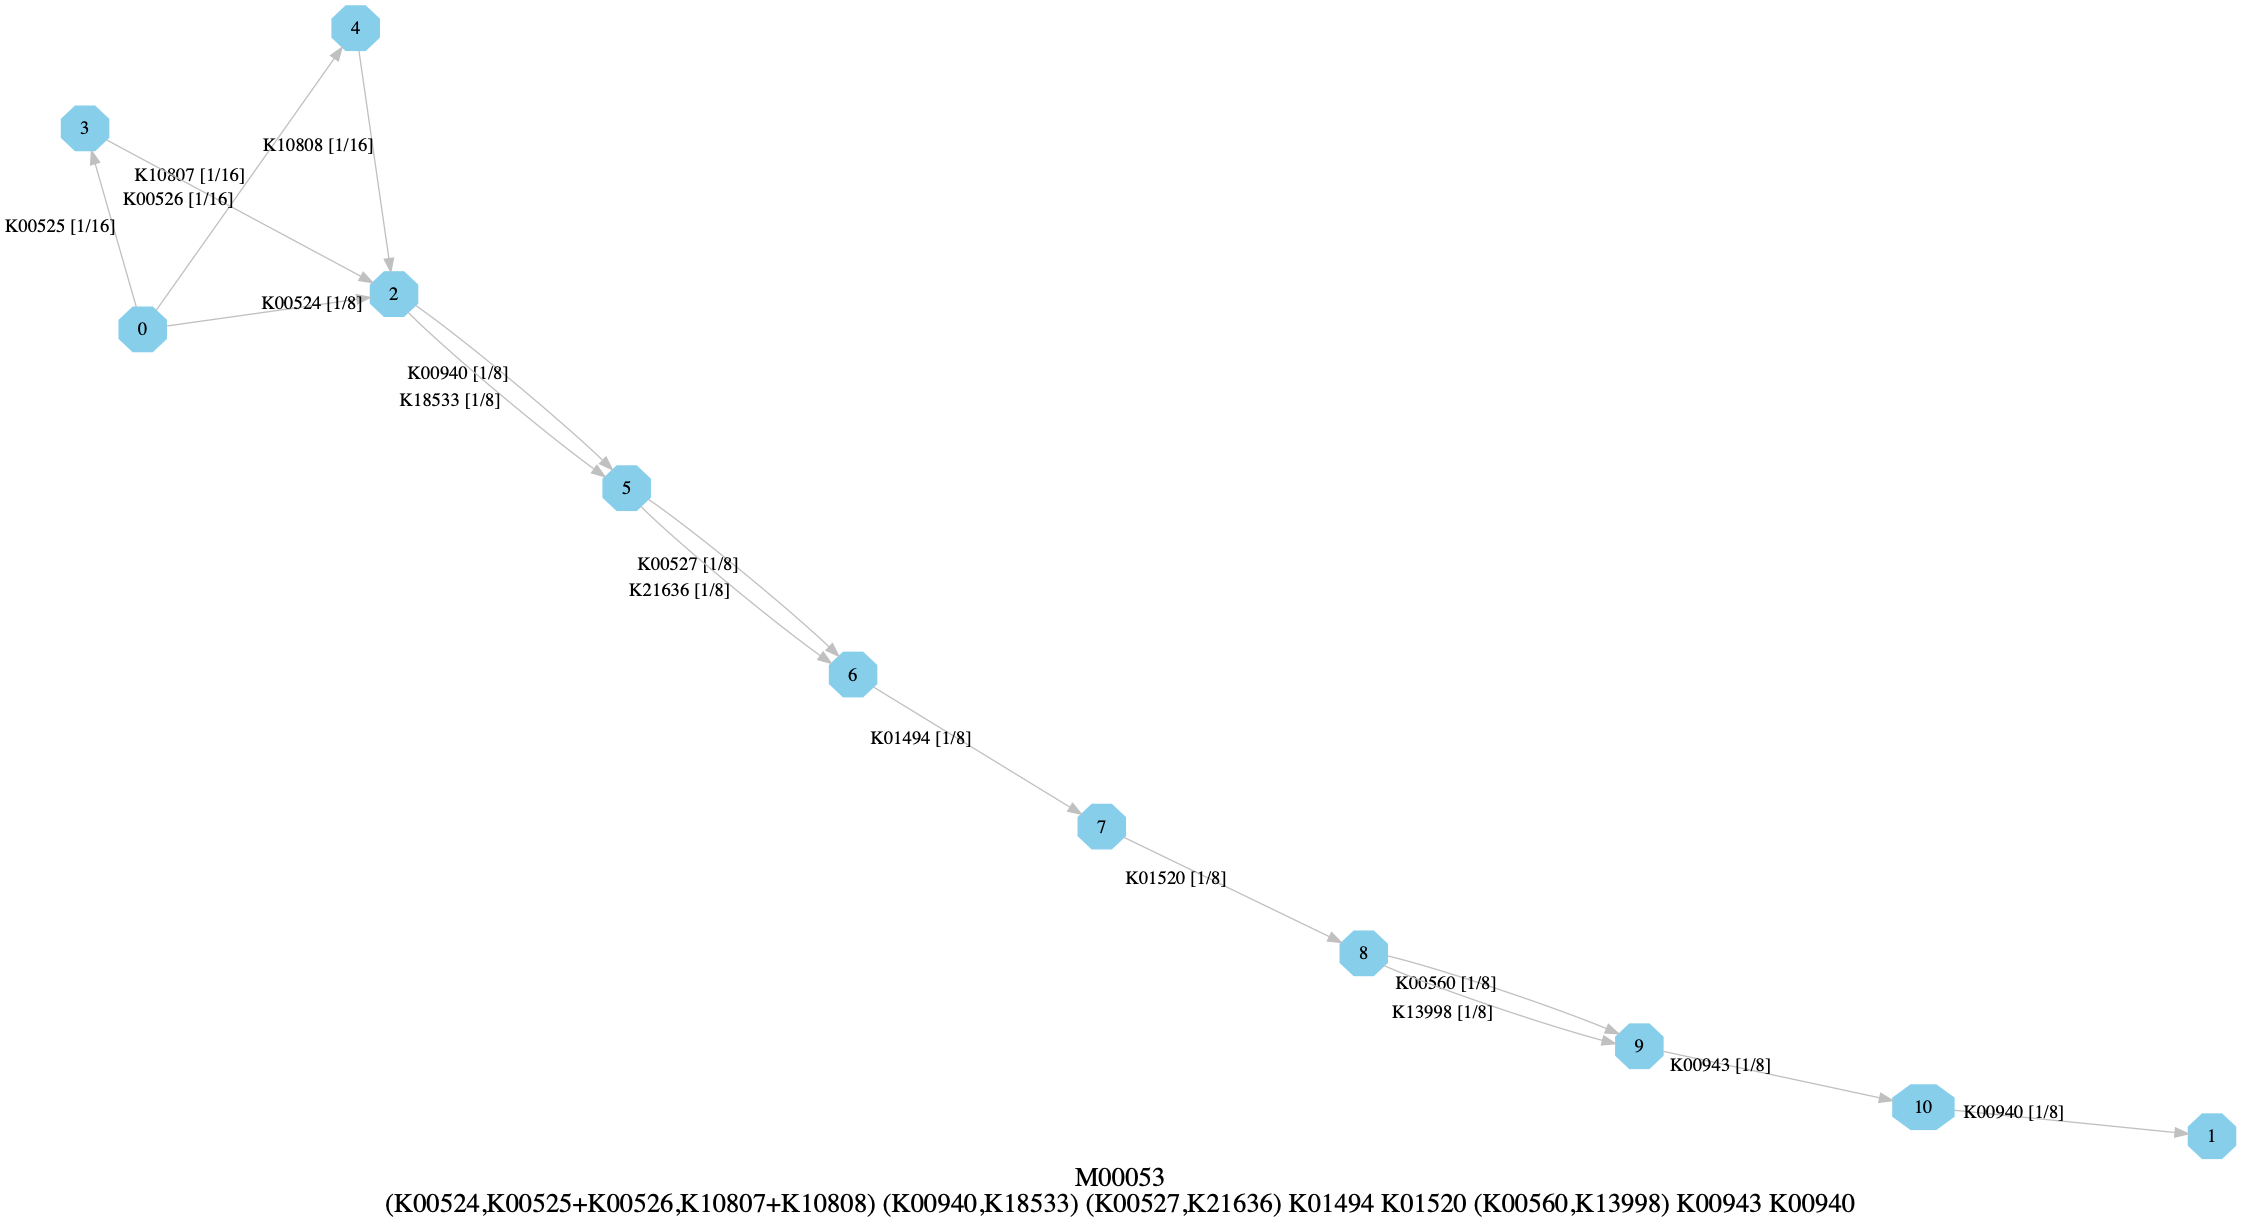 4
3
K10808 [1/16]
K10807 [1/16]
K00526 [1/16]
K00525 [1/16]
2
K00524 [1/8]
0
K00940 [1/8]
K18533 [1/8]
5
K00527 [1/8]
K21636 [1/8]
6
K01494 [1/8]
7
K01520 [1/8]
8
K00560 [1/8]
K13998 [1/8]
9
K00943 [1/8]
10
K00940 [1/8]
1
M00053
(K00524,K00525+K00526,K10807+K10808) (K00940,K18533) (K00527,K21636) K01494 K01520 (K00560,K13998) K00943 K00940